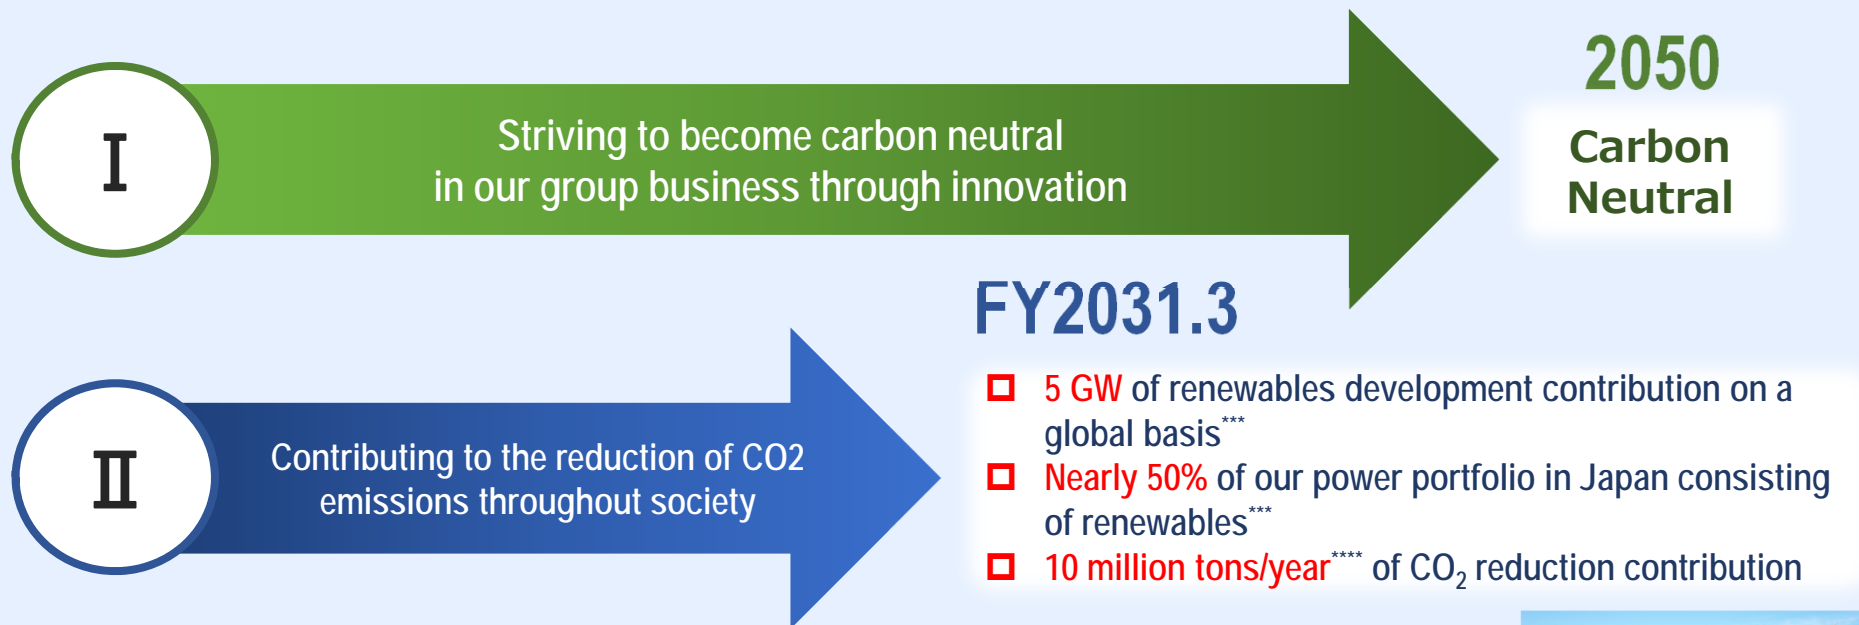 I
Striving to become carbon neutral
in our group business through innovation
2050
Carbon
Neutral
II
Contributing to the reduction of CO2
emissions throughout society
FY2031.3
5 GW of renewables development contribution on a
global basis***
Nearly 50% of our power portfolio in Japan consisting
of renewables***
10 million tons/year**** of CO₂ reduction contribution